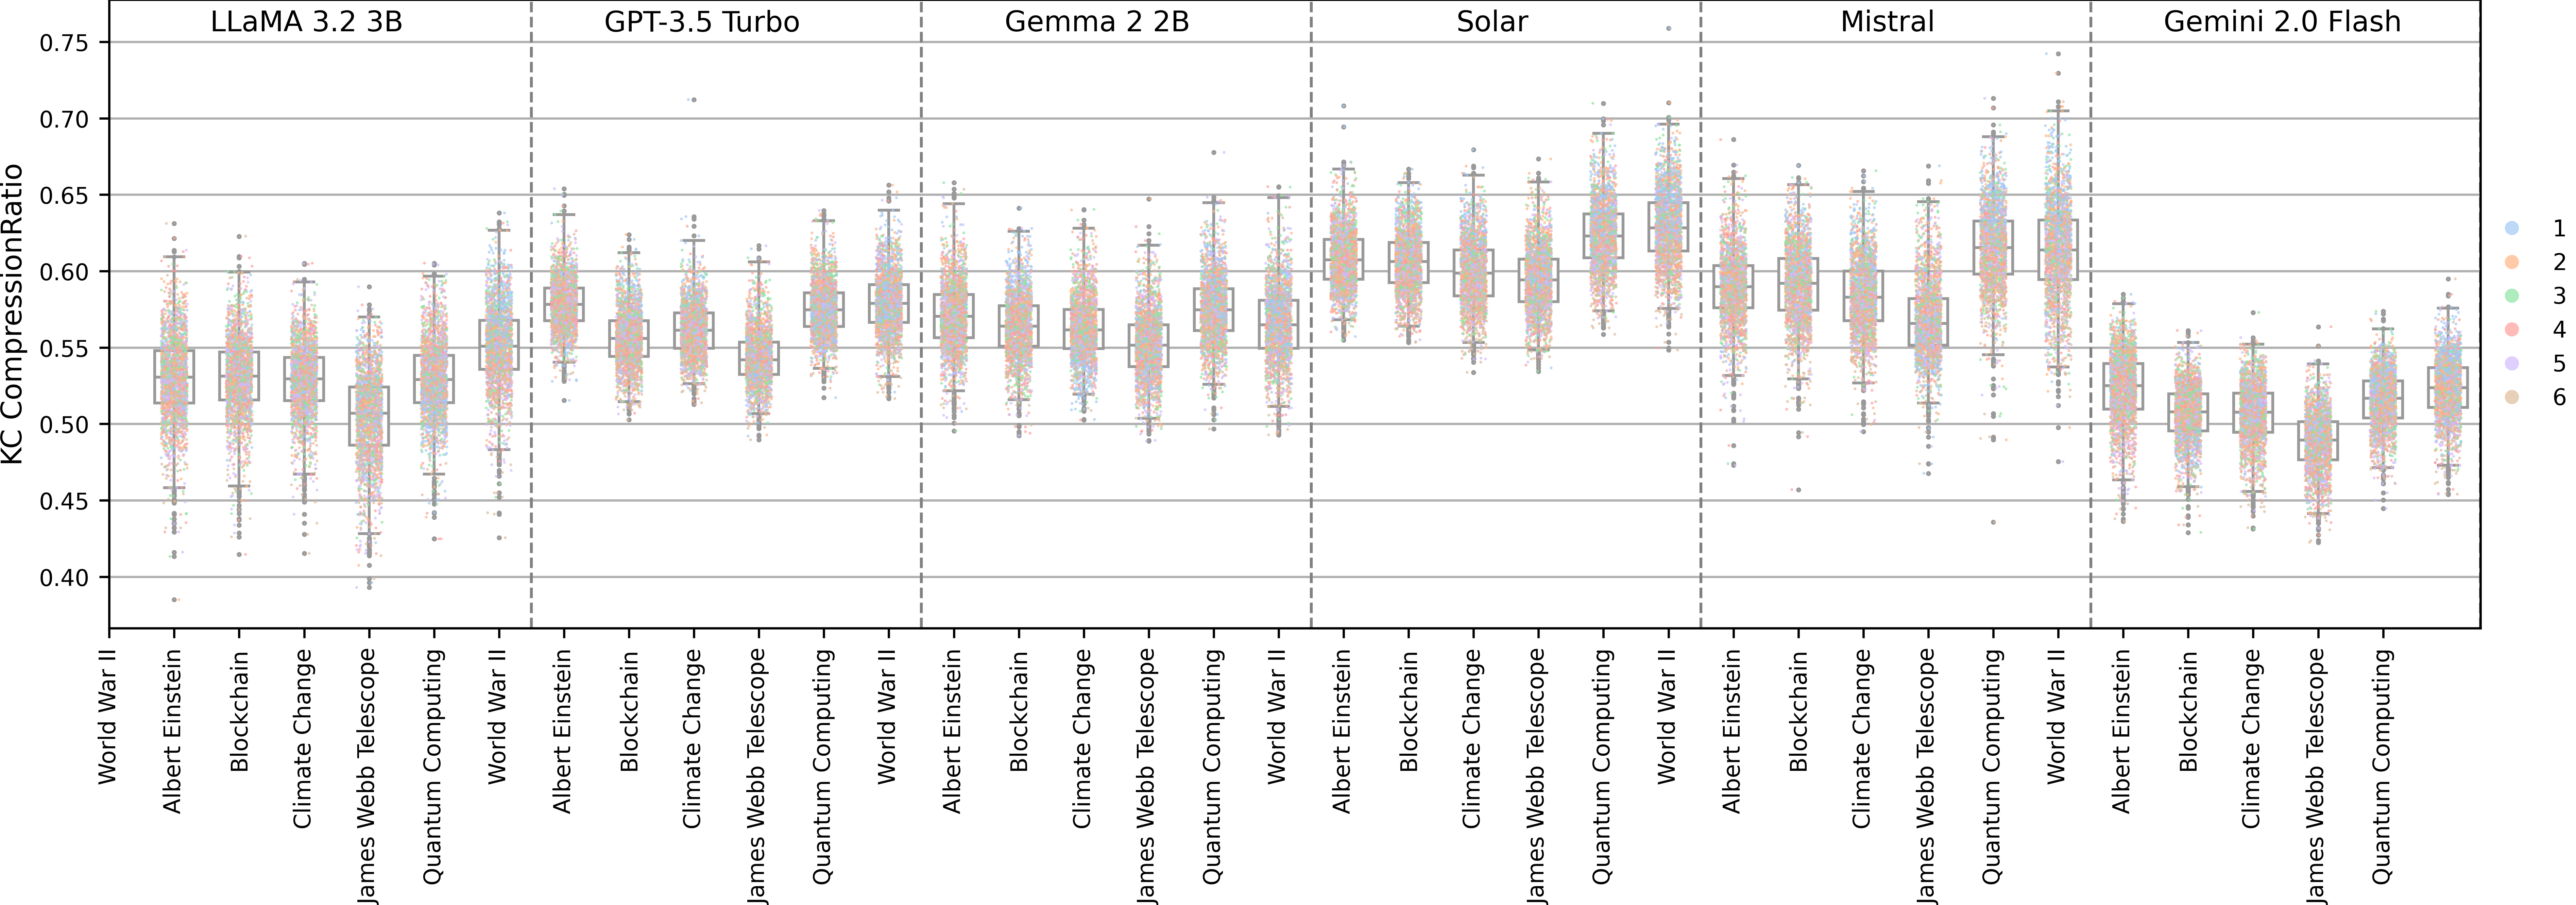 LLaMA 3.2 3B
GPT-3.5 Turbo
Gemma 2 2B
Solar
Mistral
Gemini 2.0 Flash
KC CompressionRatio
0.75
0.70
0.65
0.60
0.55
0.50
0.45
0.40
World War II
Albert Einstein
Blockchain
Climate Change
James Webb Telescope
Quantum Computing
World War II
Albert Einstein
Blockchain
Climate Change
James Webb Telescope
Quantum Computing
World War II
Albert Einstein
Blockchain
Climate Change
James Webb Telescope
Quantum Computing
World War II
Albert Einstein
Blockchain
Climate Change
James Webb Telescope
Quantum Computing
World War II
Albert Einstein
Blockchain
Climate Change
James Webb Telescope
Quantum Computing
World War II
Albert Einstein
Blockchain
Climate Change
James Webb Telescope
Quantum Computing
1
2
3
4
5
6